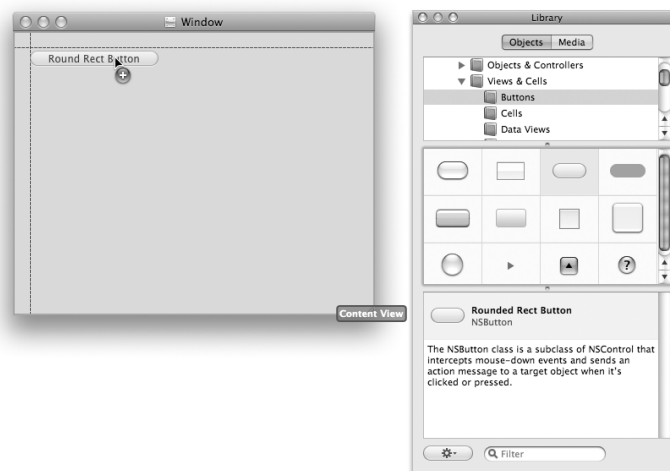 Window
Round Rect Button
Content View
Library
Objects Media
Objects & Controllers
Views & Cells
Buttons
Cells
Data Views
?
Rounded Rect Button
NSButton
The NSButton class is a subclass of NSControl that
intercepts mouse-down events and sends an
action message to a target object when it's
clicked or pressed.
Filter